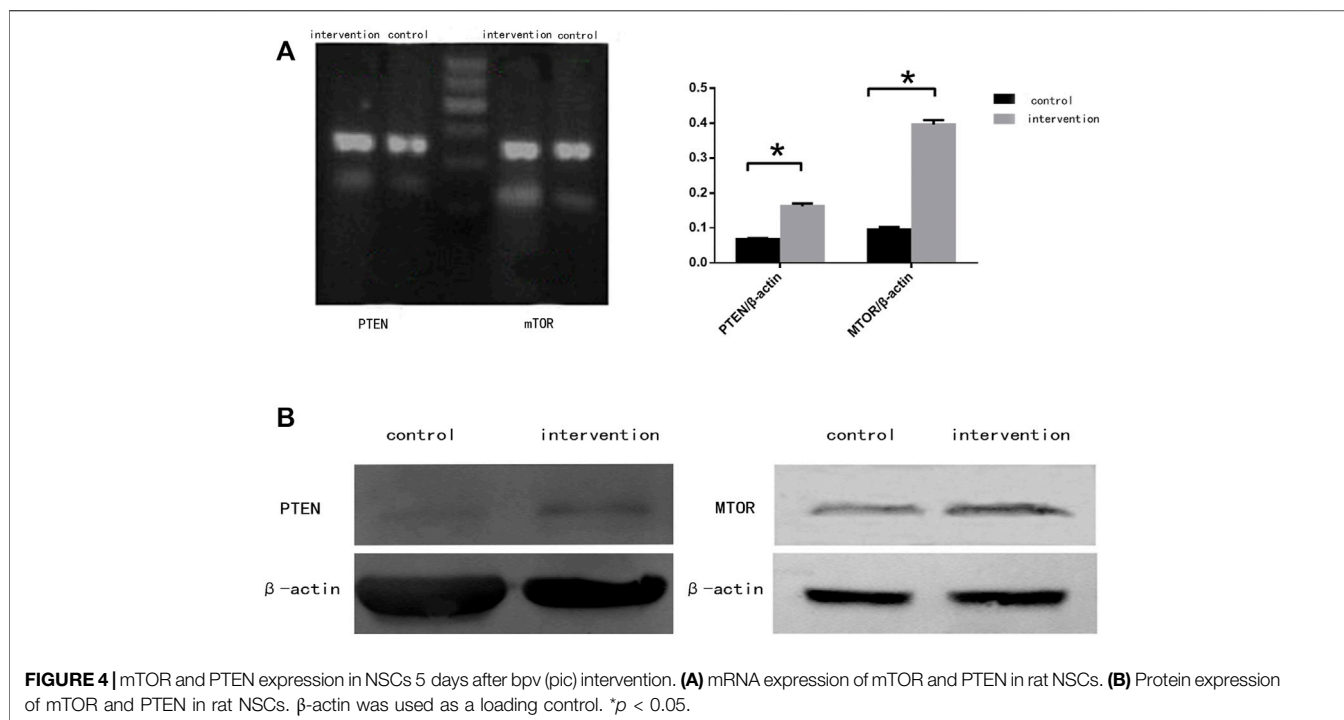 A
intervention control
intervention control
PTEN
mTOR
*
*
0.5
0.4
0.3
0.2
0.1
0.0
control
intervention
PTEN/β-actin
MTOR/β-actin
B
control intervention
PTEN
β-actin
control intervention
MTOR
β-actin
FIGURE 4 | mTOR and PTEN expression in NSCs 5 days after bpv (pic) intervention. (A) mRNA expression of mTOR and PTEN in rat NSCs. (B) Protein expression
of mTOR and PTEN in rat NSCs. β-actin was used as a loading control. *p < 0.05.